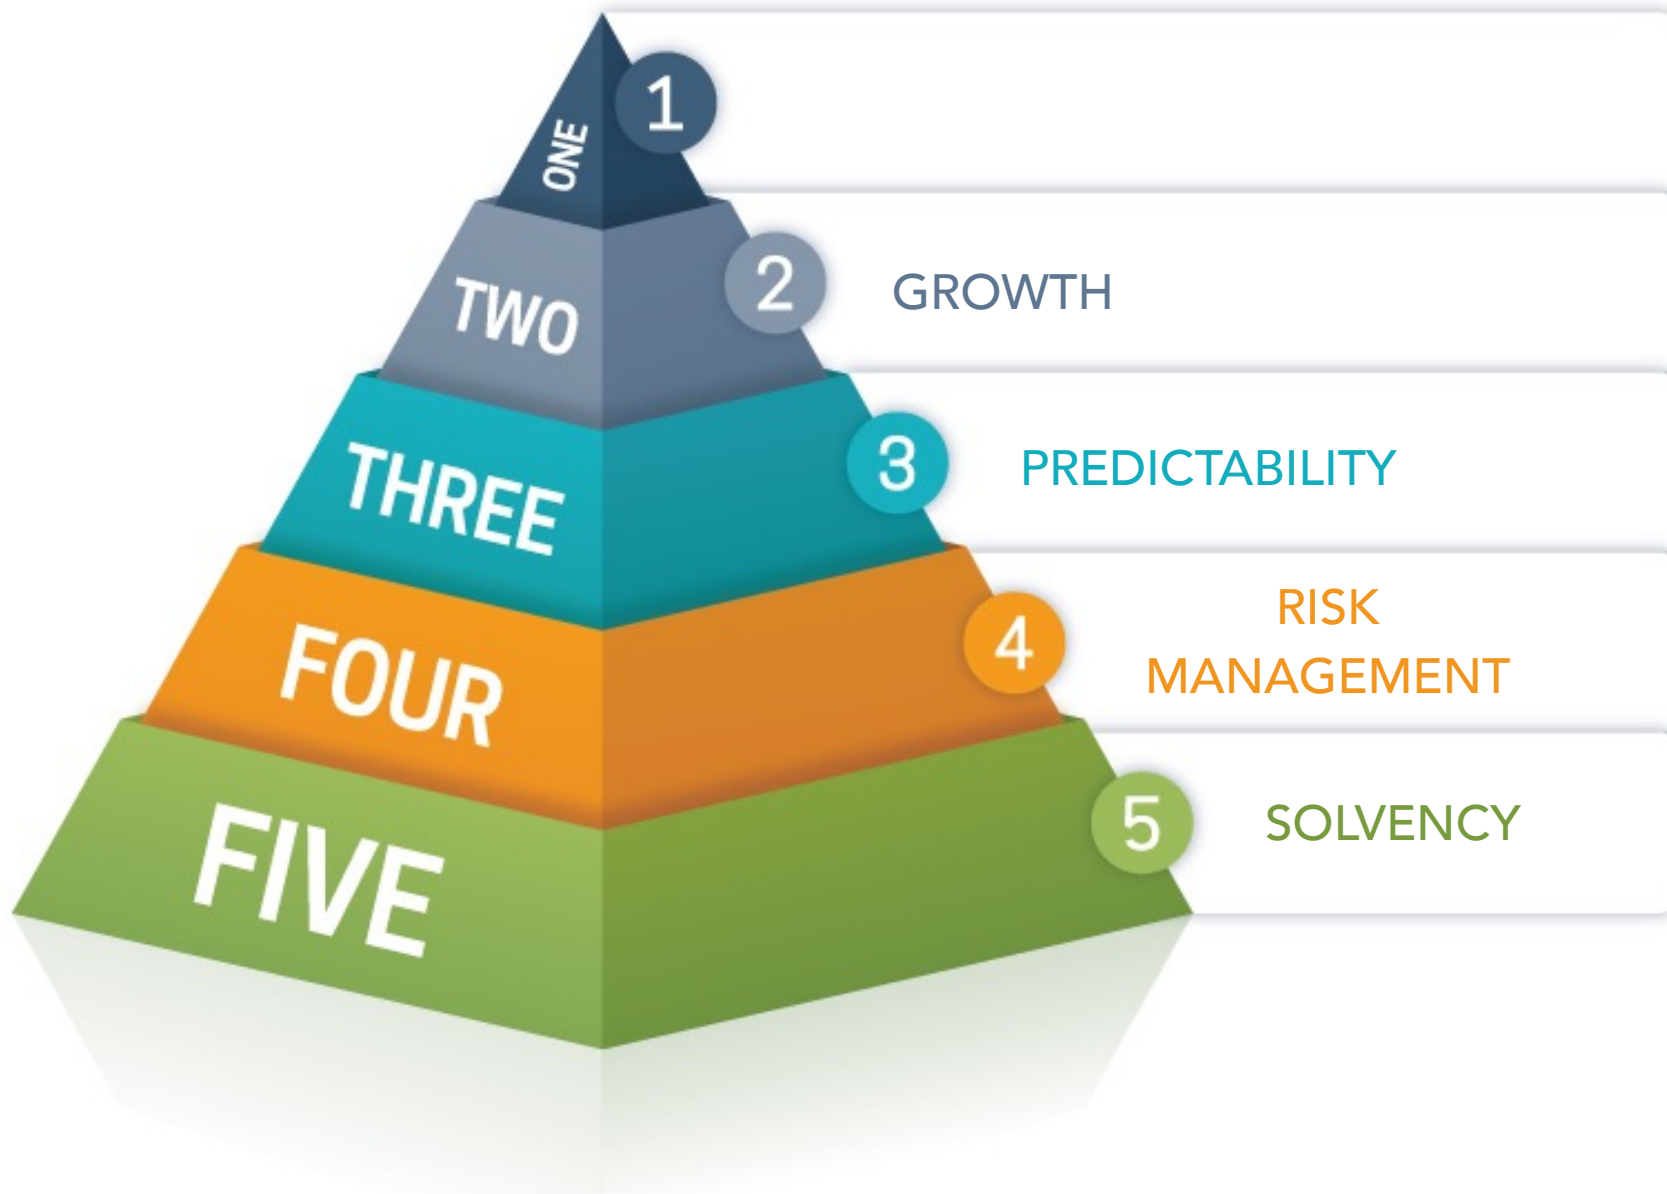 ONE
1
TWO
2
GROWTH
THREE
3
PREDICTABILITY
FOUR
4
RISK
MANAGEMENT
FIVE
5
SOLVENCY